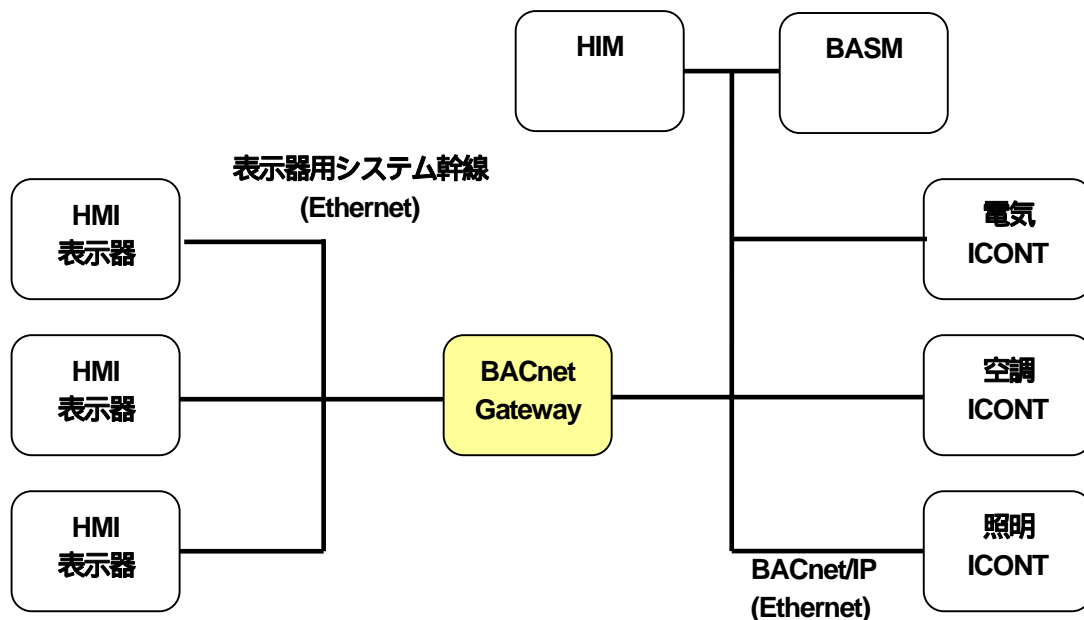 HIM
BASM
表示器用システム幹線
(Ethernet)
HMI
表示器
電気
ICONT
HMI
表示器
BACnet
Gateway
空調
ICONT
HMI
表示器
照明
ICONT
BACnet/IP
(Ethernet)